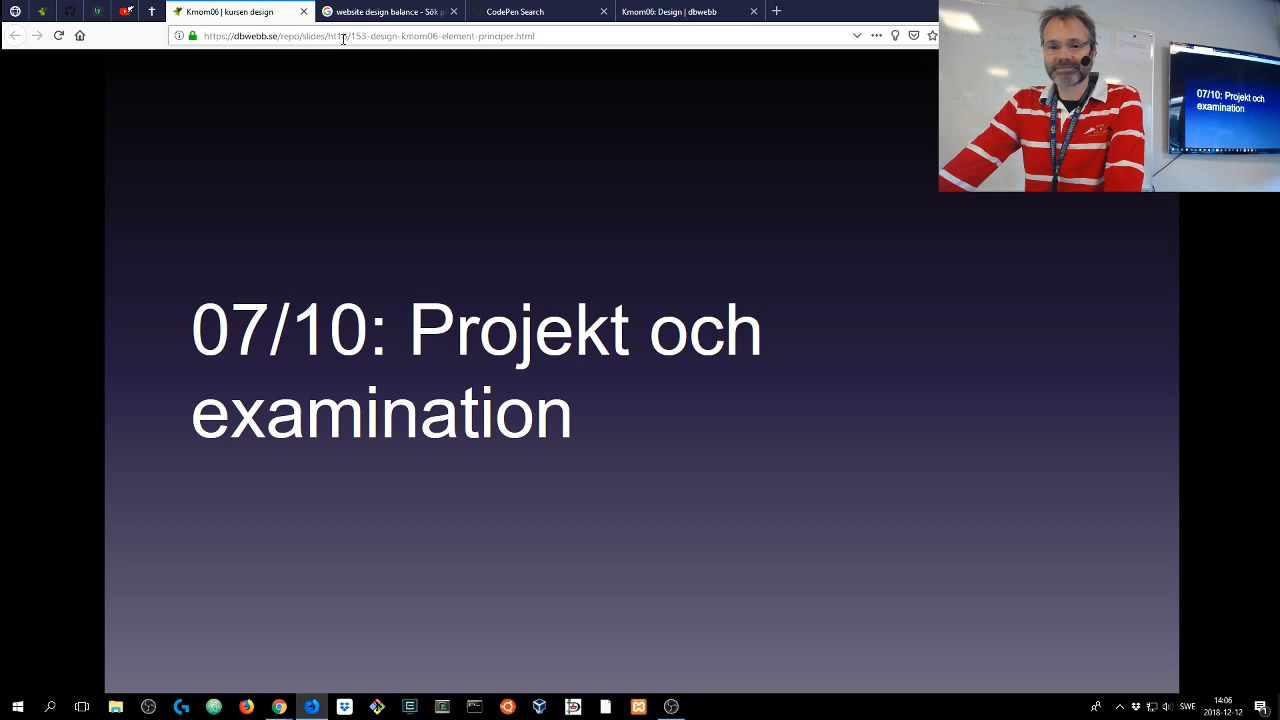 Kmom06 | kursen design
website design balance - Sök p
CodePen Search
Kmom06: Design | dbwebb
https://dbwebb.se/repo/slides/ht18/153-design-kmom06-element-principer.html
07/10: Projekt och
examination
07/10: Projekt och
examination
SWE
14:06
2018-12-12